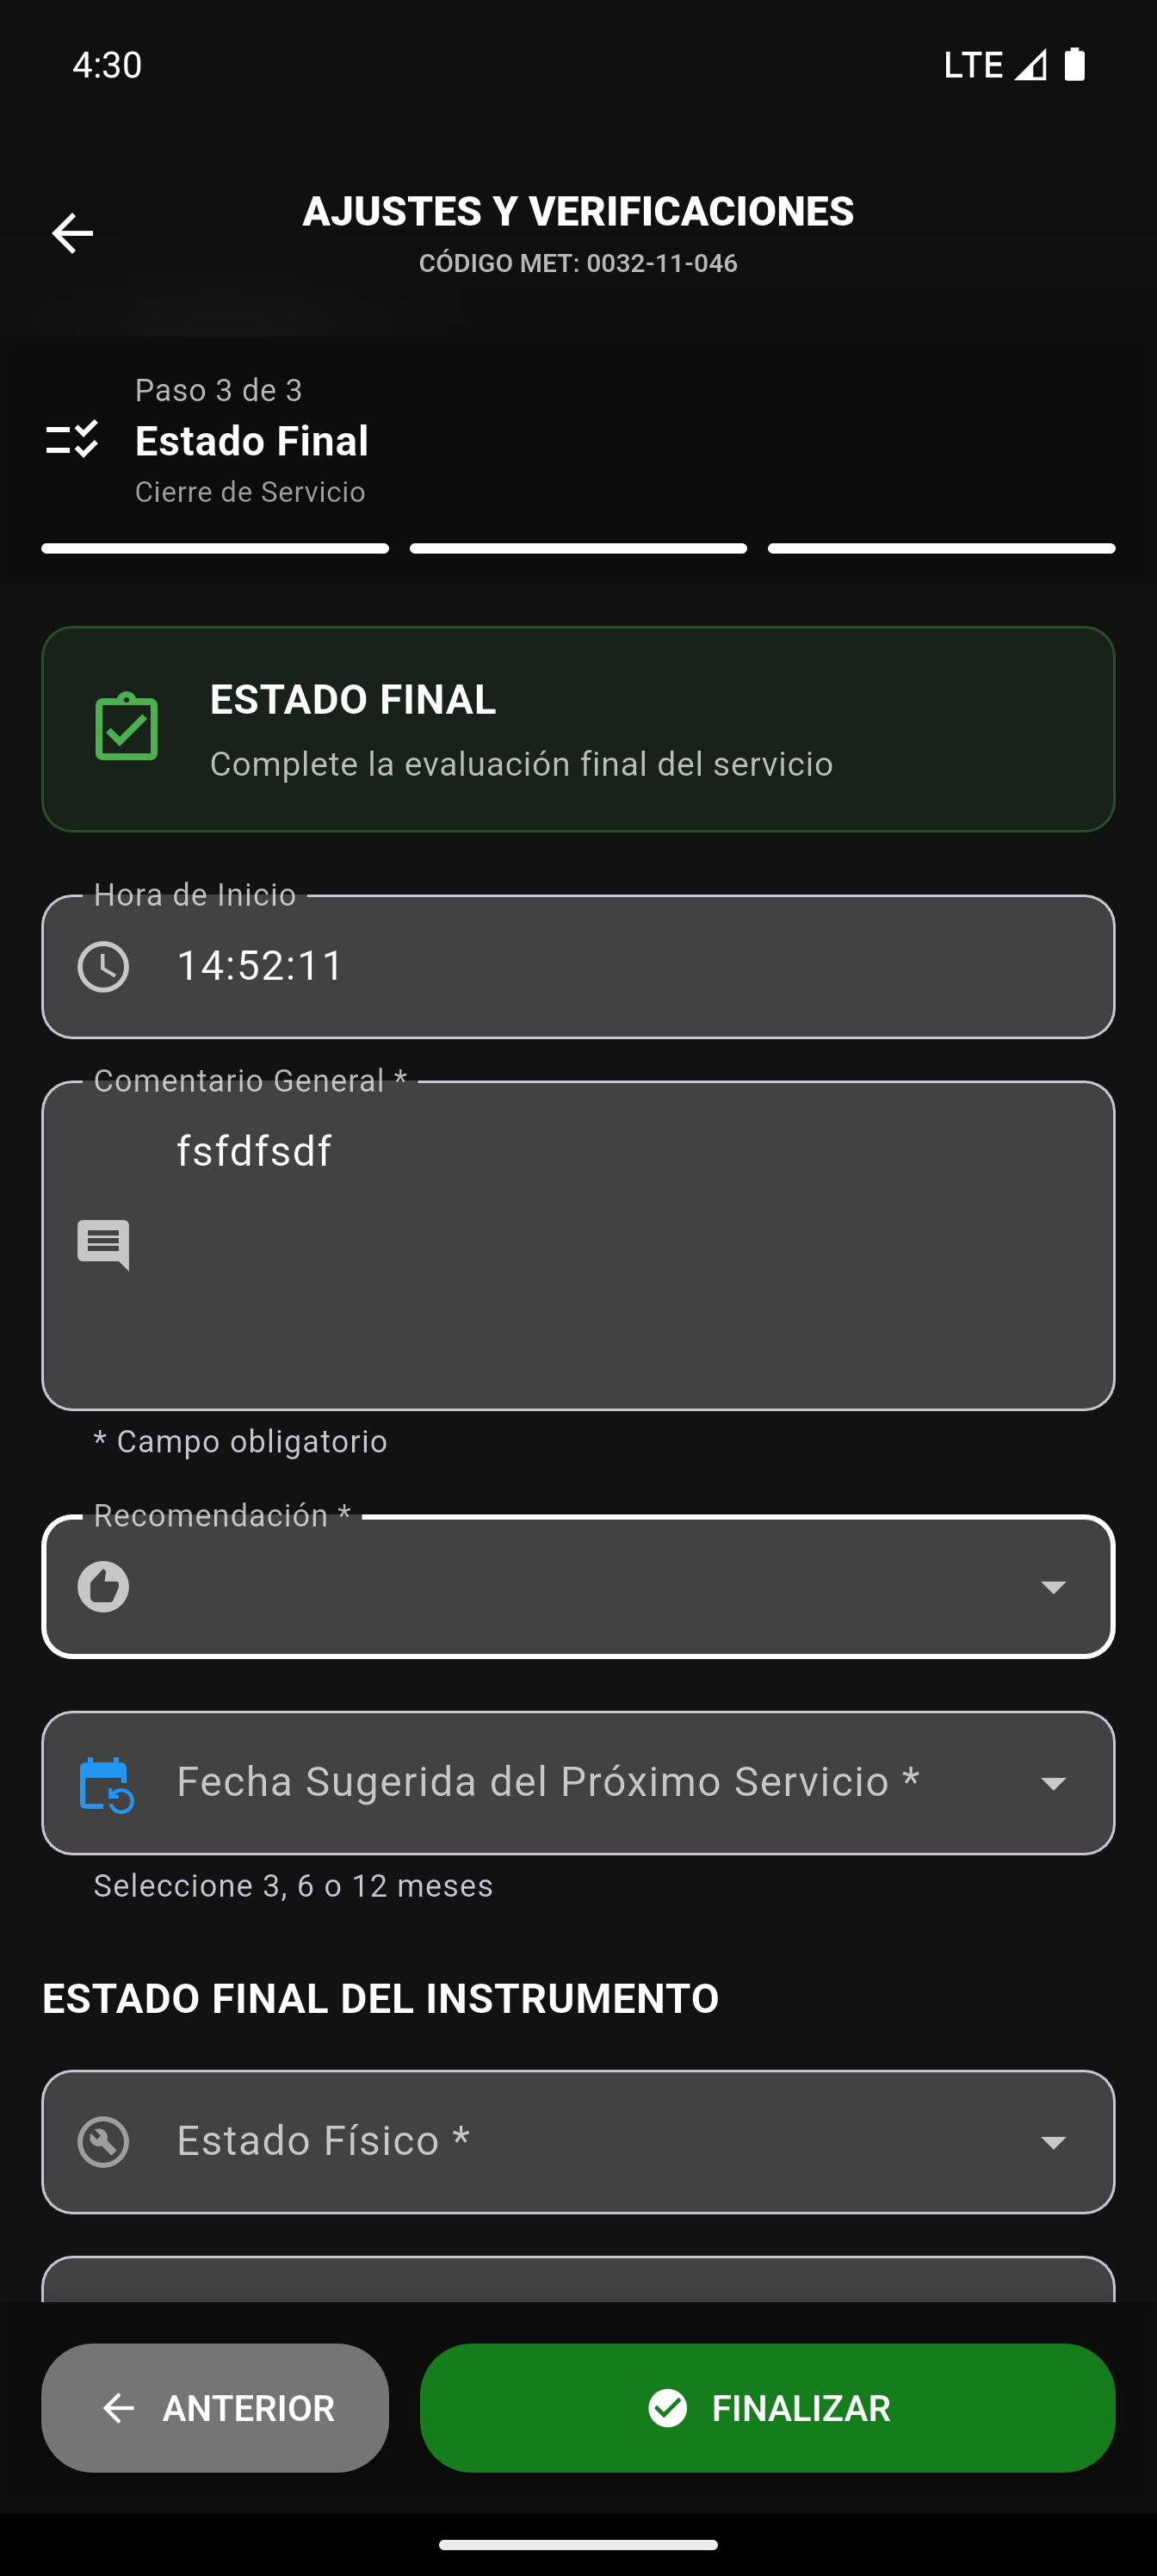 4:30
LTE
AJUSTES Y VERIFICACIONES
CÓDIGO MET: 0032-11-046
Paso 3 de 3
Estado Final
Cierre de Servicio
ESTADO FINAL
Complete la evaluación final del servicio
Hora de Inicio
14:52:11
Comentario General *
fsfdfsdf
* Campo obligatorio
Recomendación *
Fecha Sugerida del Próximo Servicio *
Seleccione 3, 6 o 12 meses
ESTADO FINAL DEL INSTRUMENTO
Estado Físico *
ANTERIOR
FINALIZAR